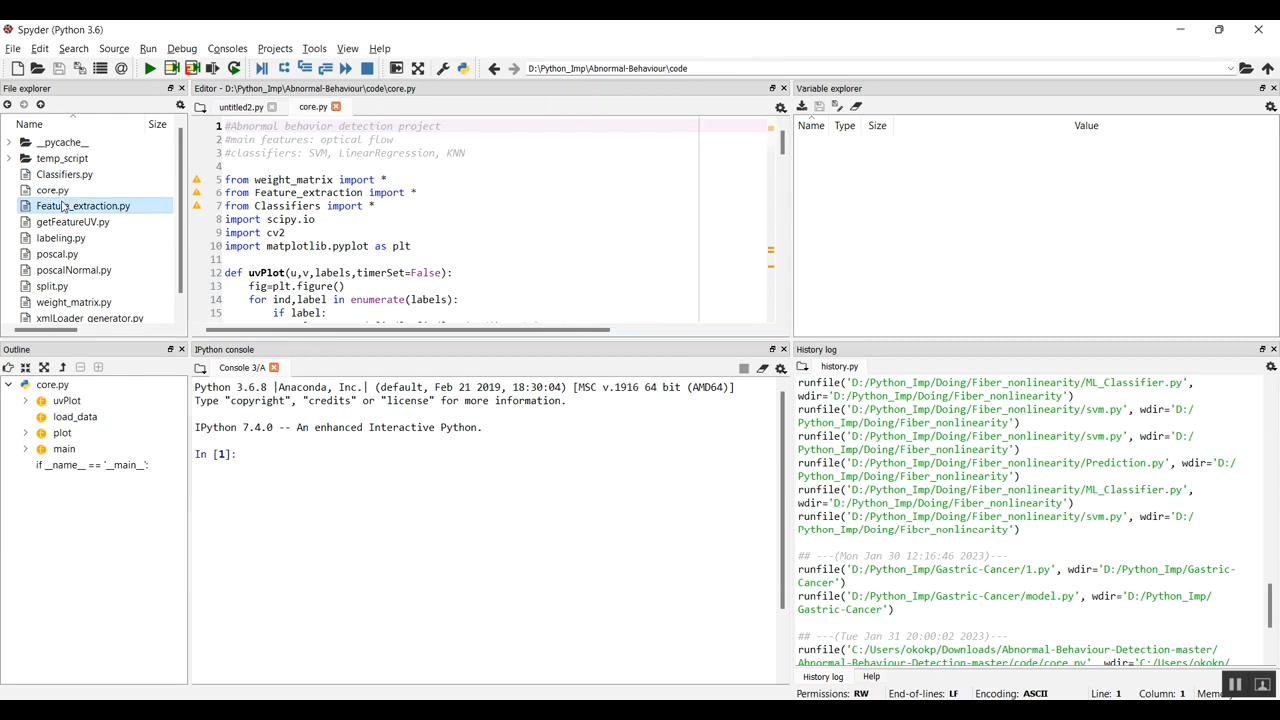 Spyder (Python 3.6)
File Edit Search Source Run Debug Consoles Projects Tools View Help
D:\Python_Imp\Abnormal-Behaviour\code
File explorer
Name Size
__pycache__
temp_script
Classifiers.py
core.py
Feature_extraction.py
getFeatureUV.py
labeling.py
poscal.py
poscalNormal.py
split.py
weight_matrix.py
xmlLoader_generator.py
Editor - D:\Python_Imp\Abnormal-Behaviour\code\core.py
untitled2.py core.py
1 #Abnormal behavior detection project
2 #main features: optical flow
3 #classifiers: SVM, LinearRegression, KNN
4
5 from weight_matrix import *
6 from Feature_extraction import *
7 from Classifiers import *
8 import scipy.io
9 import cv2
10 import matplotlib.pyplot as plt
11
12 def uvPlot(u,v,labels,timerSet=False):
13 fig=plt.figure()
14 for ind,label in enumerate(labels):
15 if label:
Variable explorer
Name Type Size Value
Outline
core.py
uvPlot
load_data
plot
main
if __name__ == '__main__':
IPython console
Console 3/A
Python 3.6.8 |Anaconda, Inc.| (default, Feb 21 2019, 18:30:04) [MSC v.1916 64 bit (AMD64)]
Type "copyright", "credits" or "license" for more information.
IPython 7.4.0 -- An enhanced Interactive Python.
In [1]:
History log
history.py
runfile('D:/Python_Imp/Doing/Fiber_nonlinearity/ML_Classifier.py',
wdir='D:/Python_Imp/Doing/Fiber_nonlinearity')
runfile('D:/Python_Imp/Doing/Fiber_nonlinearity/svm.py', wdir='D:/
Python_Imp/Doing/Fiber_nonlinearity')
runfile('D:/Python_Imp/Doing/Fiber_nonlinearity/svm.py', wdir='D:/
Python_Imp/Doing/Fiber_nonlinearity')
runfile('D:/Python_Imp/Doing/Fiber_nonlinearity/Prediction.py', wdir='D:/
Python_Imp/Doing/Fiber_nonlinearity')
runfile('D:/Python_Imp/Doing/Fiber_nonlinearity/ML_Classifier.py',
wdir='D:/Python_Imp/Doing/Fiber_nonlinearity')
runfile('D:/Python_Imp/Doing/Fiber_nonlinearity/svm.py', wdir='D:/
Python_Imp/Doing/Fiber_nonlinearity')
## ---(Mon Jan 30 12:16:46 2023)---
runfile('D:/Python_Imp/Gastric-Cancer/1.py', wdir='D:/Python_Imp/Gastric-
Cancer')
runfile('D:/Python_Imp/Gastric-Cancer/model.py', wdir='D:/Python_Imp/
Gastric-Cancer')
## ---(Tue Jan 31 20:00:02 2023)---
runfile('C:/Users/okokp/Downloads/Abnormal-Behaviour-Detection-master/
Abnormal-Behaviour-Detection-master/code/core.py', wdir='C:/Users/okokp/
History log Help
Permissions: RW End-of-lines: LF Encoding: ASCII Line: 1 Column: 1